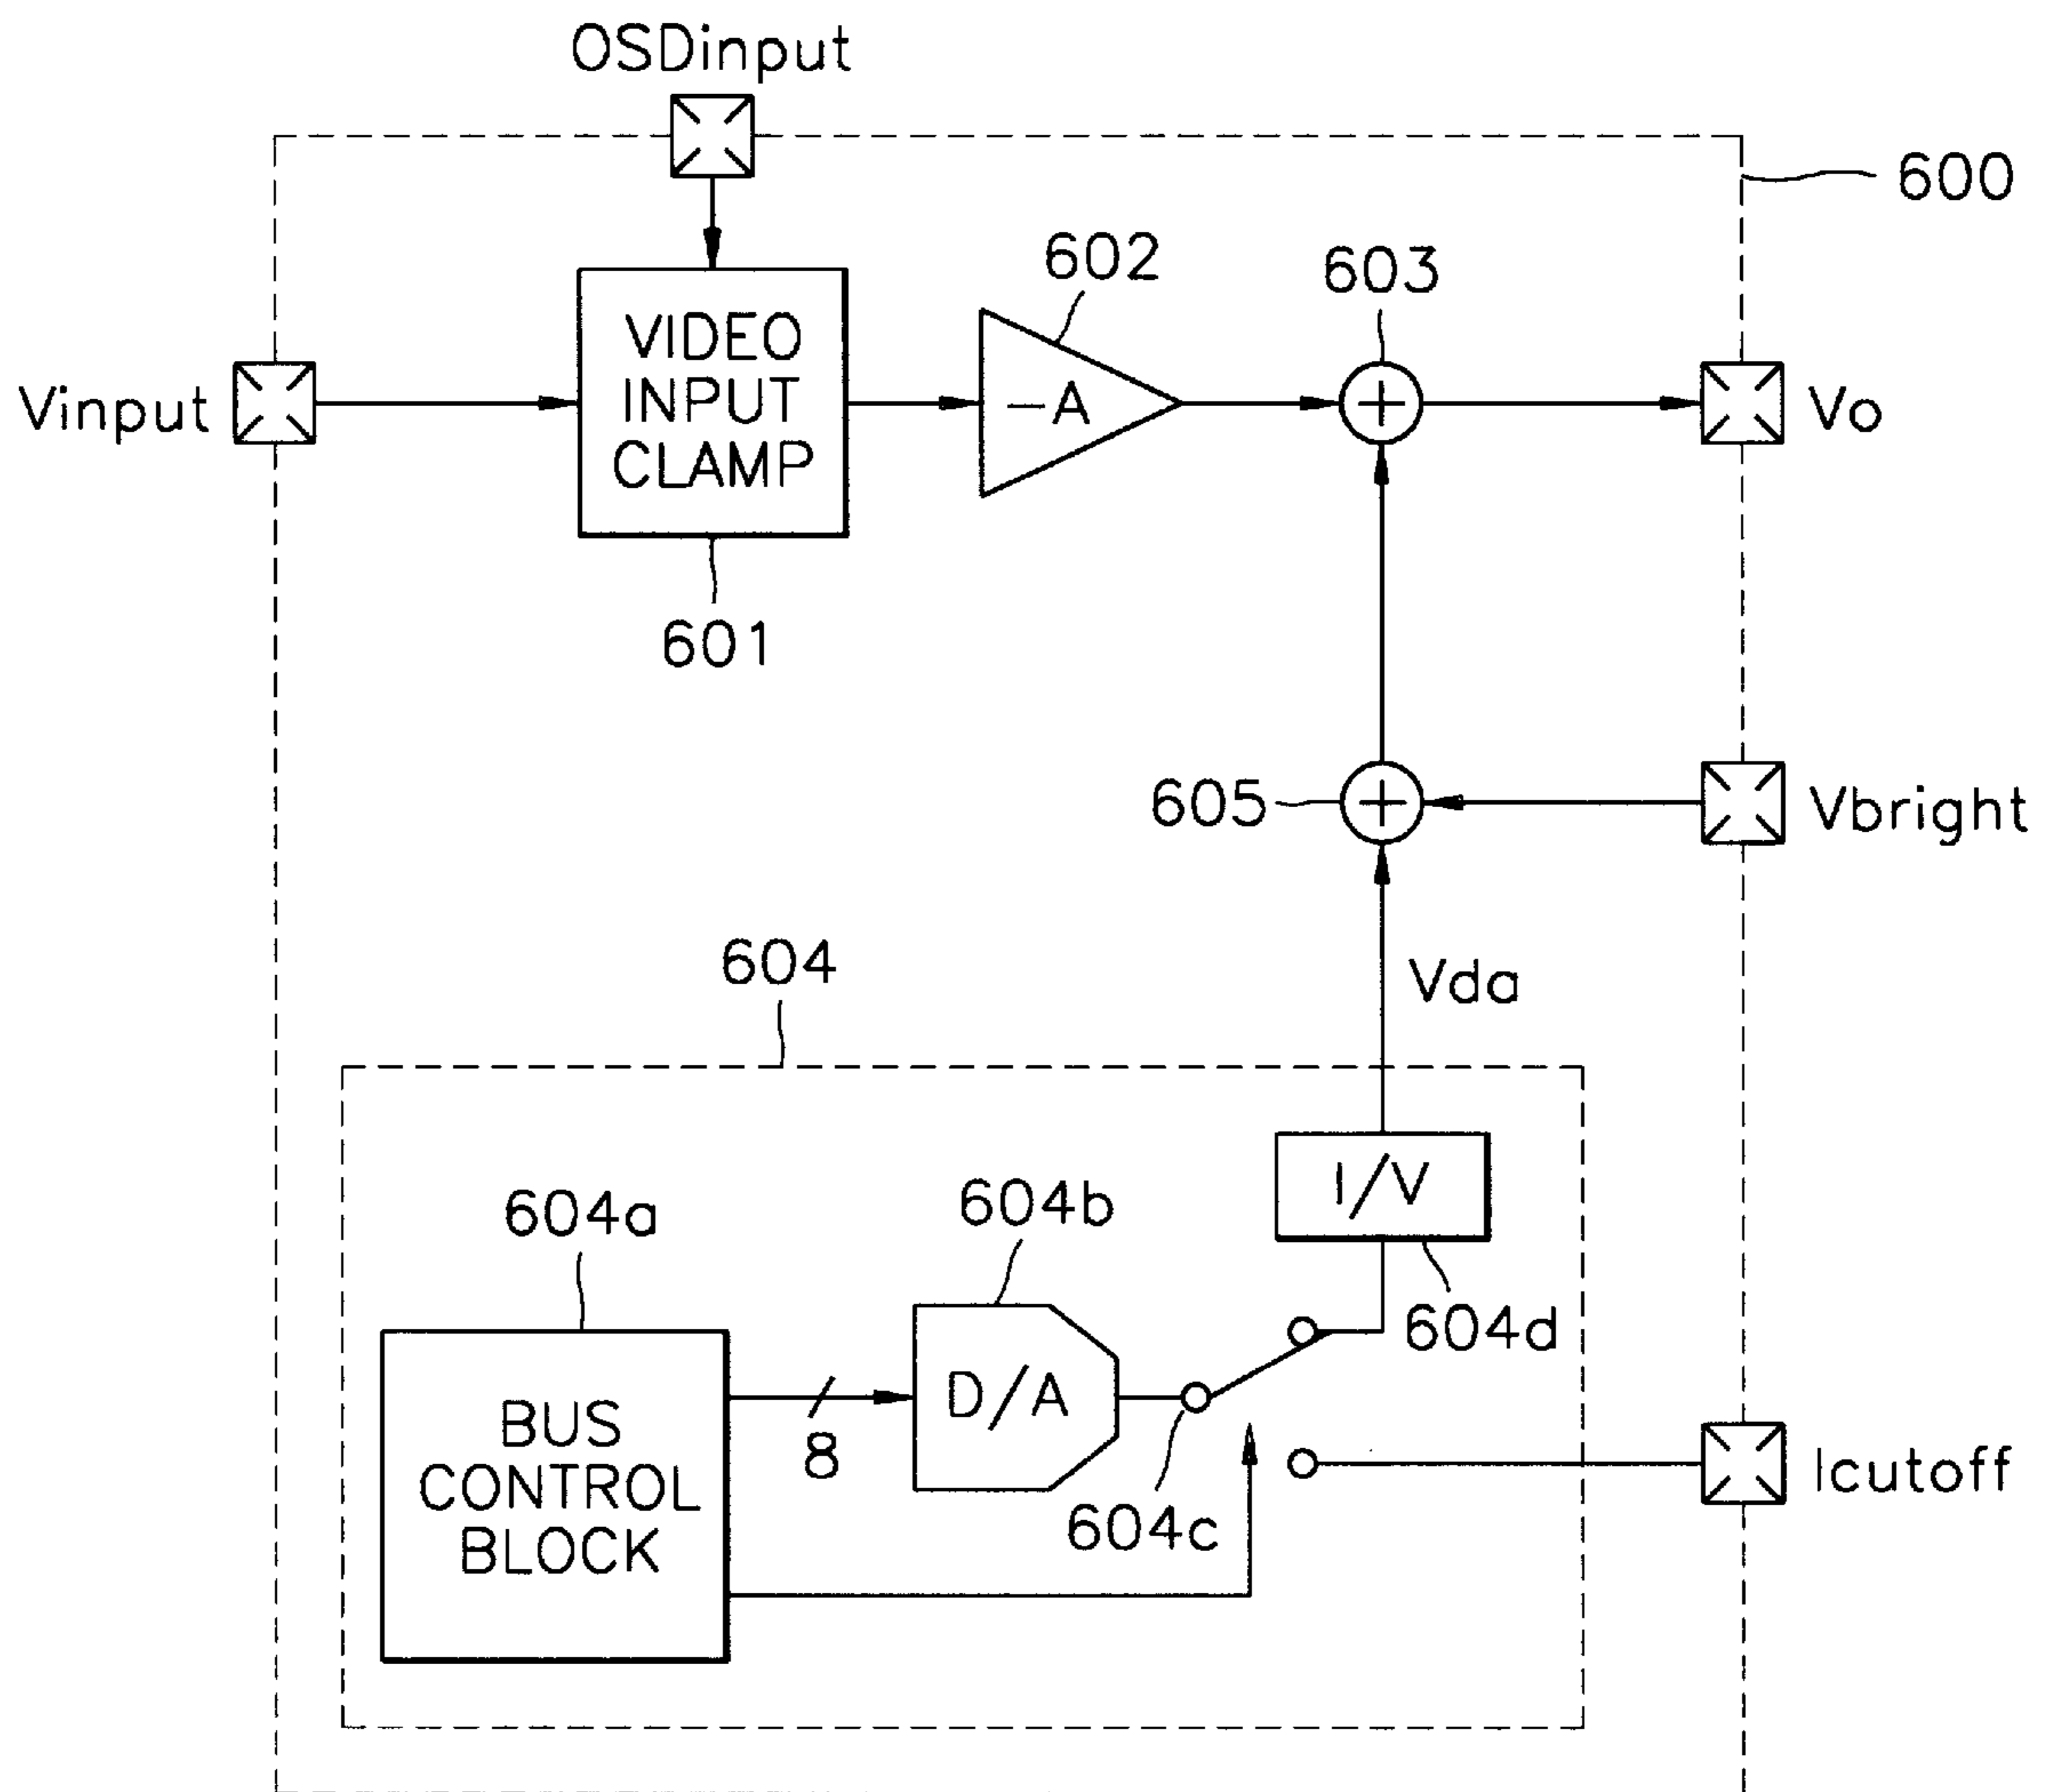 OSDinput
600
602
603
VIDEO
INPUT
CLAMP
-A
+
Vinput
Vo
601
605
+
Vbright
604
Vda
I/V
604a
604b
604d
BUS
CONTROL
BLOCK
8
D/A
604c
Icutoff